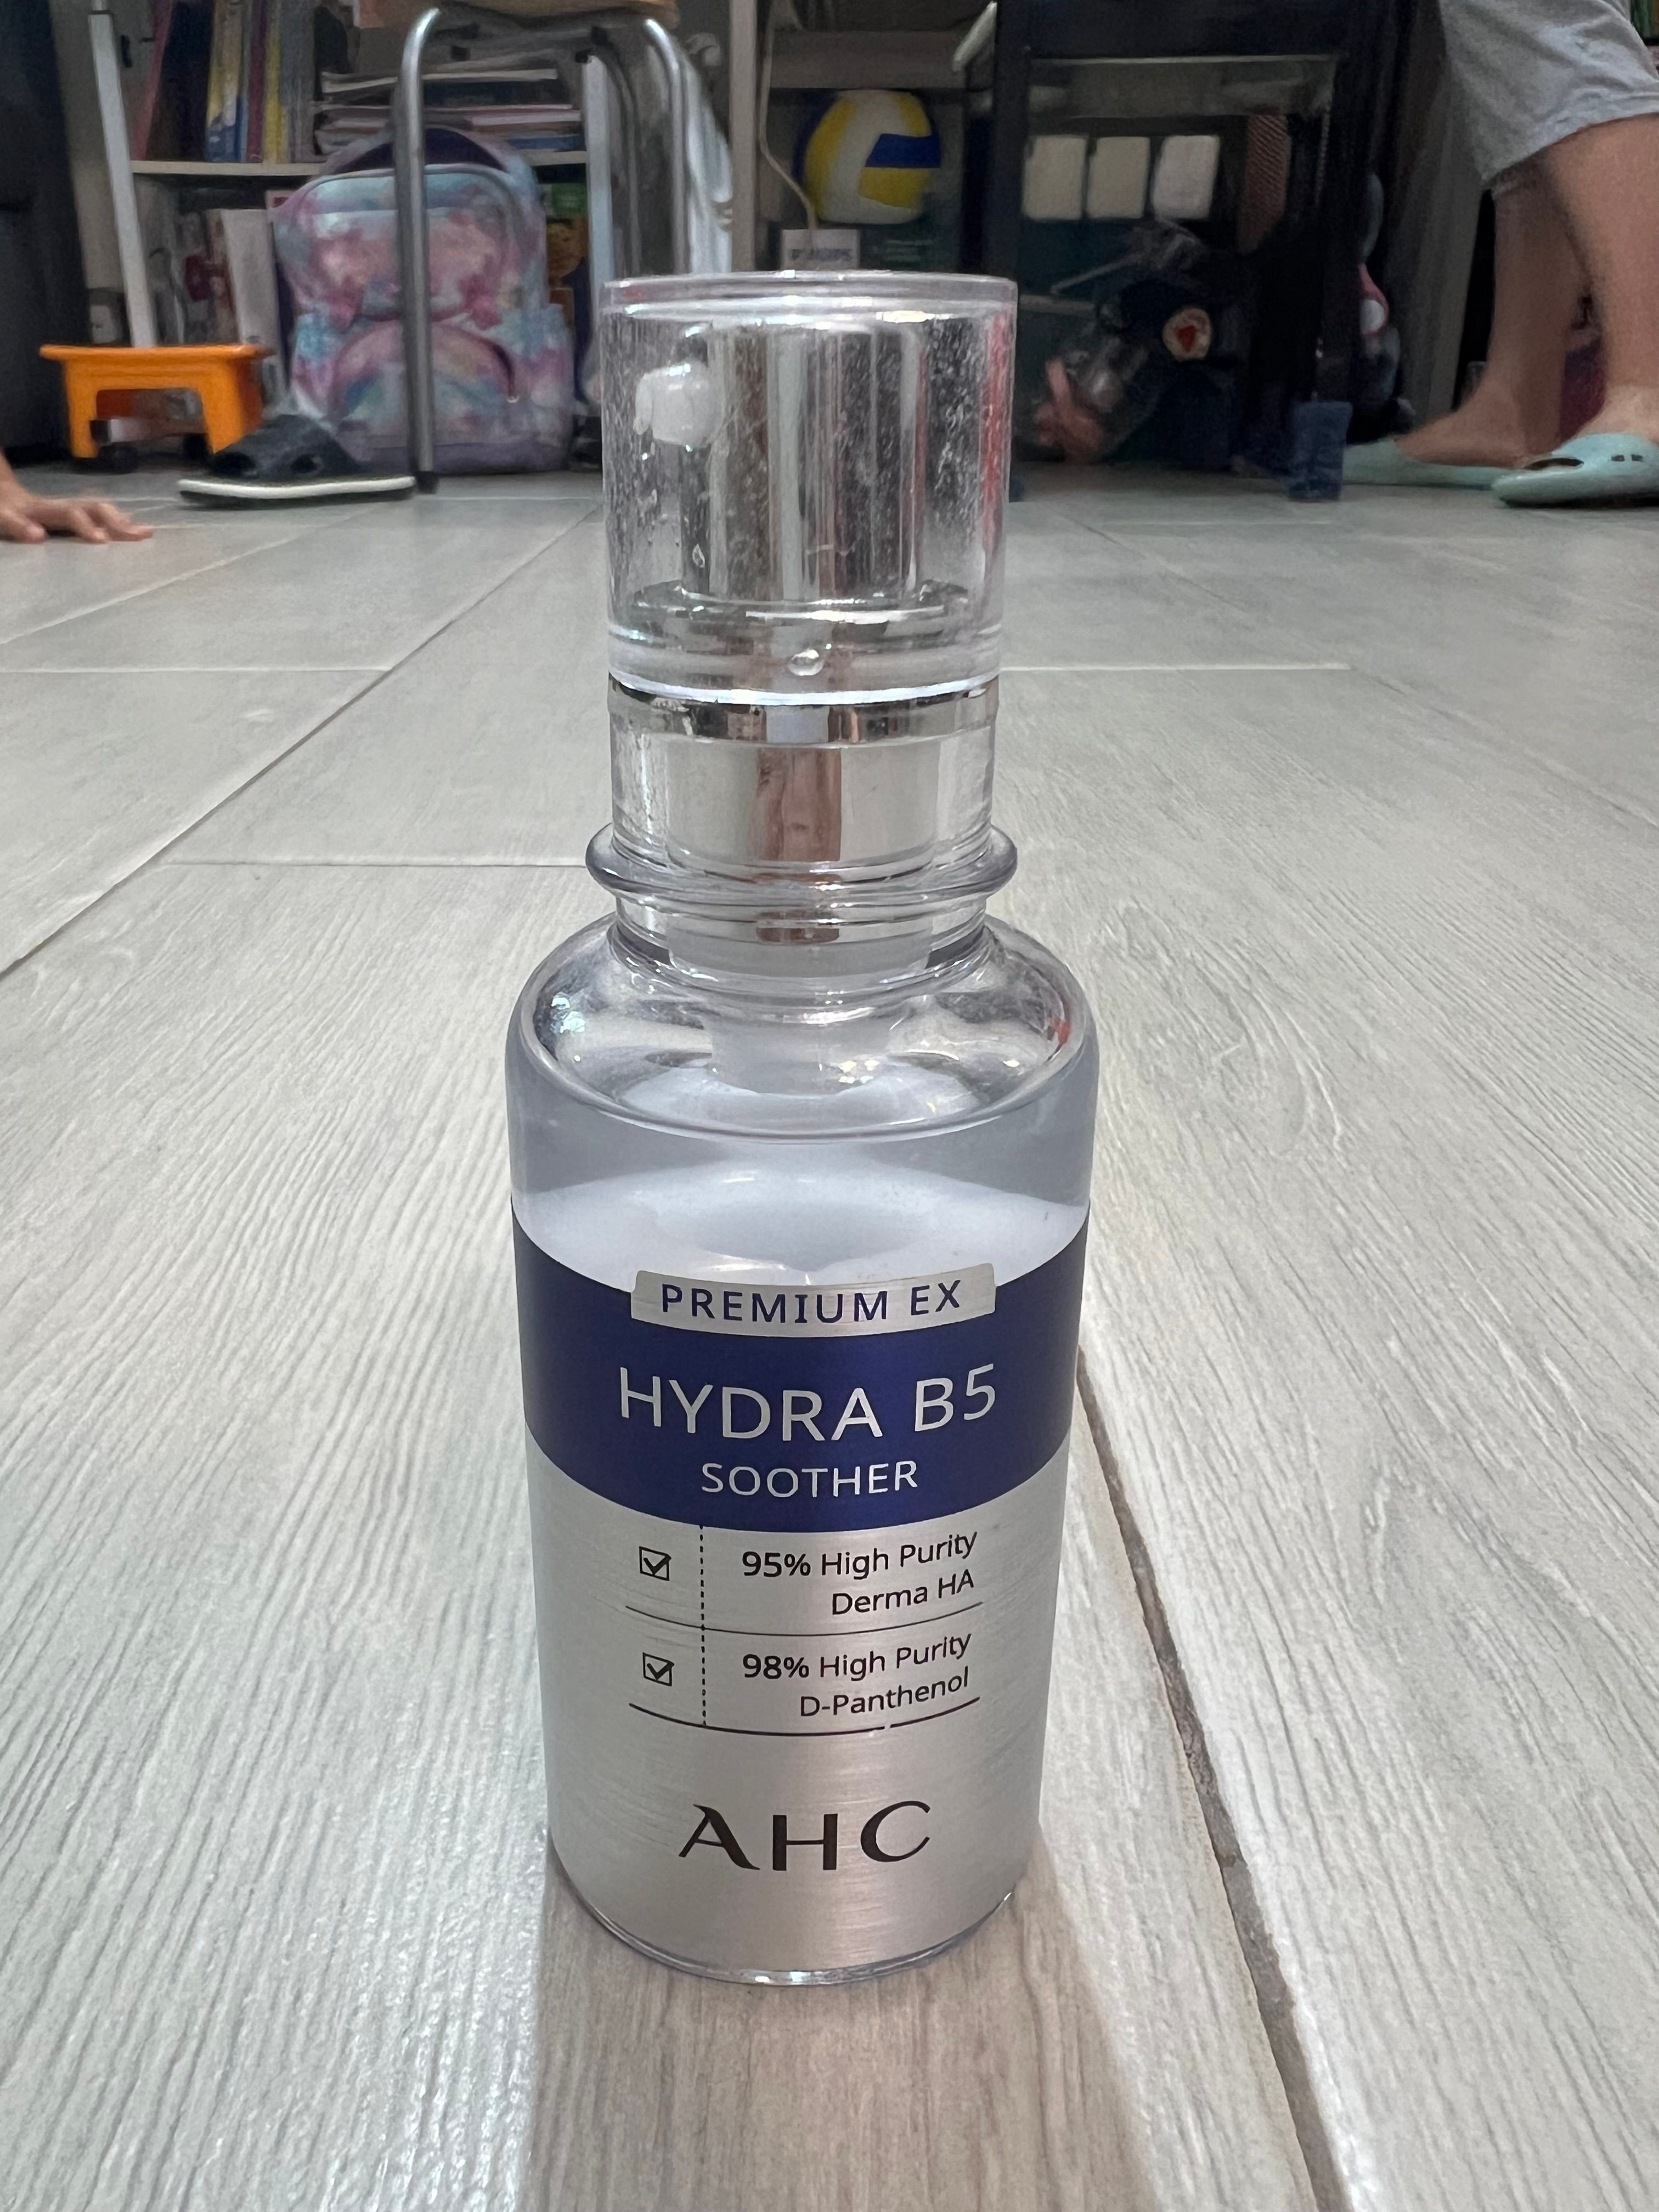 PREMIUM EX
HYDRA B5
SOOTHER
95% High Purity
Derma HA
98% High Purity
D-Panthenol
AHC